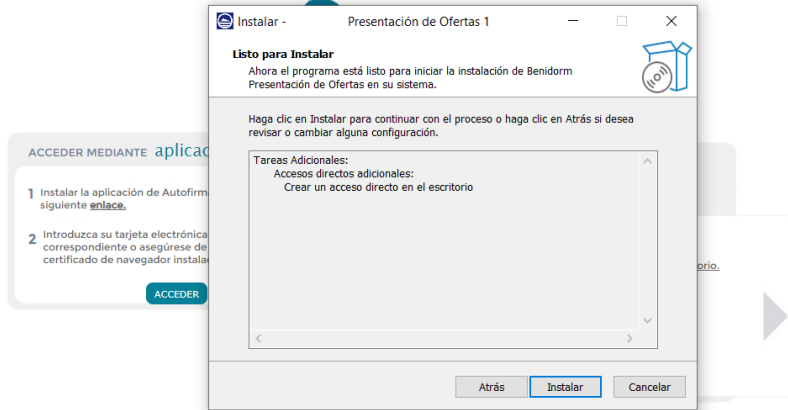 Instalar - Presentación de Ofertas 1
Listo para Instalar
Ahora el programa está listo para iniciar la instalación de Benidorm
Presentación de Ofertas en su sistema.
Haga clic en Instalar para continuar con el proceso o haga clic en Atrás si desea
revisar o cambiar alguna configuración.
Tareas Adicionales:
Accesos directos adicionales:
Crear un acceso directo en el escritorio
Atrás
Instalar
Cancelar
ACCEDER MEDIANTE aplicac
1 Instalar la aplicación de Autofirm
siguiente enlace.
2 Introduzca su tarjeta electrónica
correspondiente o asegúrese de
certificado de navegador instala
ACCEDER
orio.